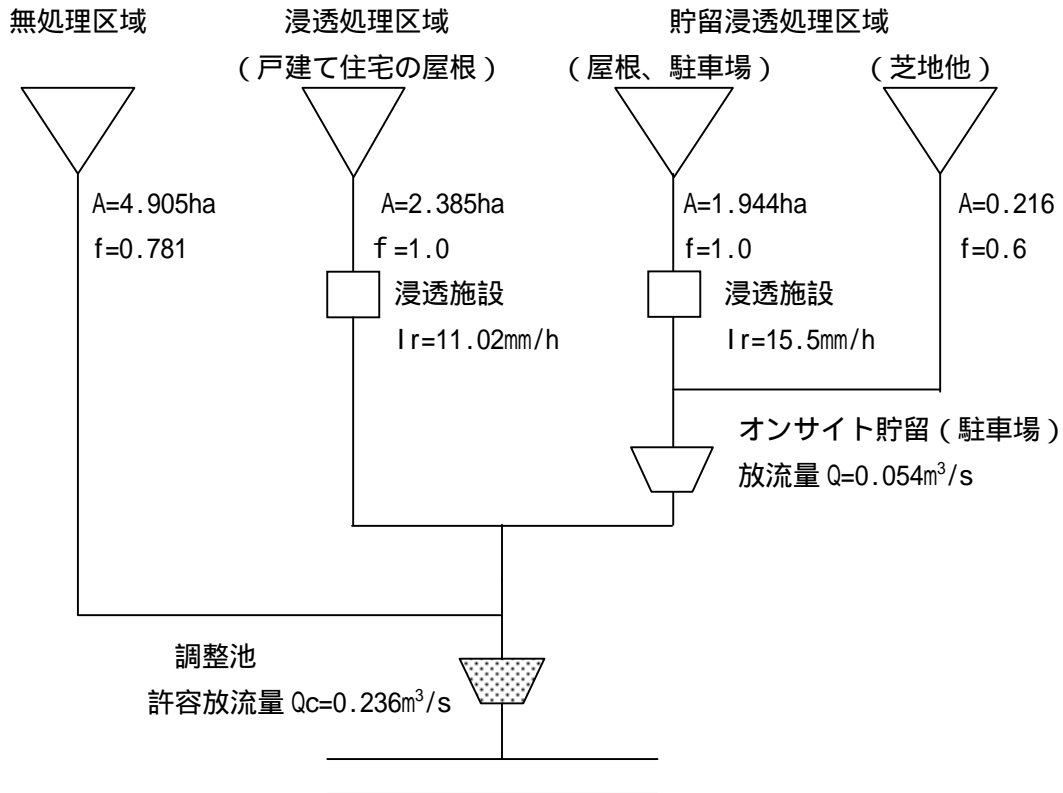 無処理区域
浸透処理区域
(戸建て住宅の屋根)
貯留浸透処理区域
(屋根、駐車場)
(芝地他)
A=4.905ha
f=0.781
A=2.385ha
f=1.0
A=1.944ha
f=1.0
A=0.216
f=0.6
浸透施設
Ir=11.02mm/h
浸透施設
Ir=15.5mm/h
オンサイト貯留(駐車場)
放流量 Q=0.054m³/s
調整池
許容放流量 Qc=0.236m³/s